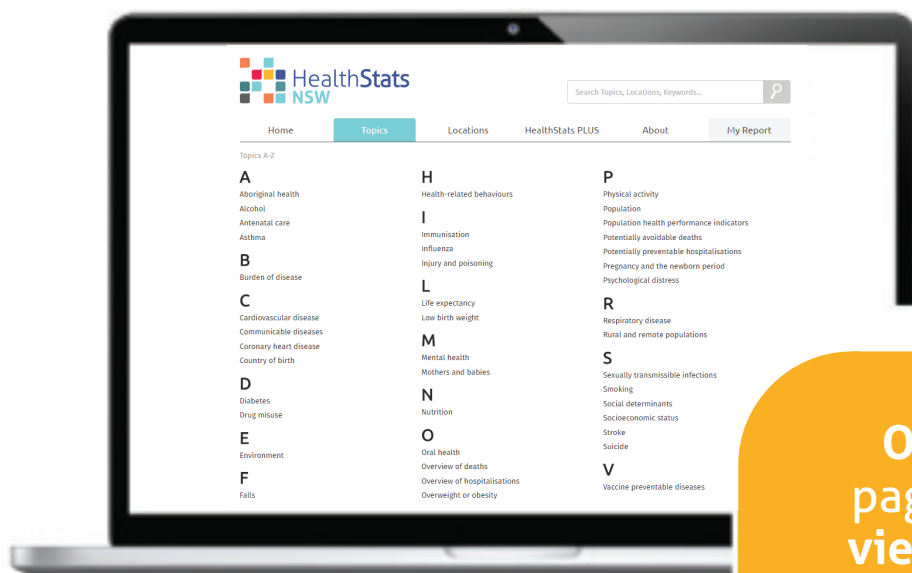 HealthStats
NSW
Search Topics, Locations, Keywords...
Home
Topics
Locations
HealthStats PLUS
About
My Report
Topics A-Z
A
Aboriginal health
Alcohol
Antenatal care
Asthma
B
Burden of disease
C
Cardiovascular disease
Communicable diseases
Coronary heart disease
Country of birth
D
Diabetes
Drug misuse
E
Environment
F
Falls
H
Health-related behaviours
I
Immunisation
Influenza
Injury and poisoning
L
Life expectancy
Low birth weight
M
Mental health
Mothers and babies
N
Nutrition
O
Oral health
Overview of deaths
Overview of hospitalisations
Overweight or obesity
P
Physical activity
Population
Population health performance indicators
Potentially avoidable deaths
Potentially preventable hospitalisations
Pregnancy and the newborn period
Psychological distress
R
Respiratory disease
Rural and remote populations
S
Sexually transmissible infections
Smoking
Social determinants
Socioeconomic status
Stroke
Suicide
V
Vaccine preventable diseases